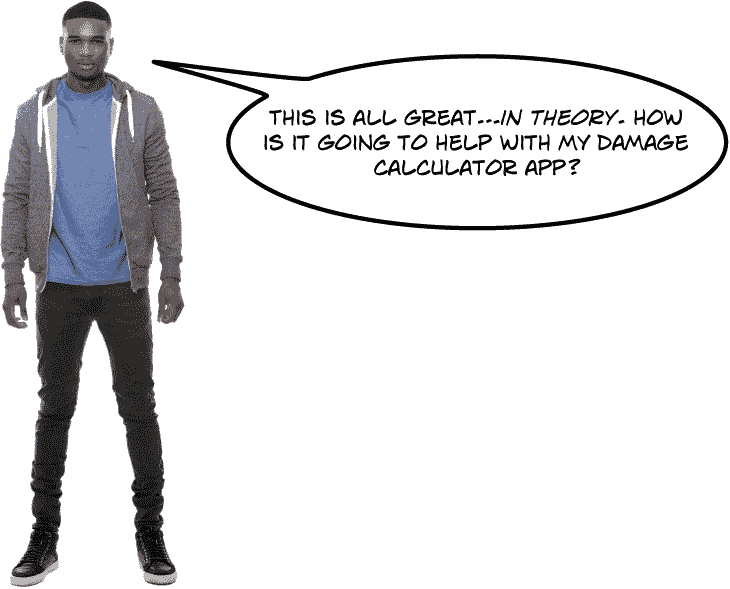 THIS IS ALL GREAT...IN THEORY. HOW
IS IT GOING TO HELP WITH MY DAMAGE
CALCULATOR APP?